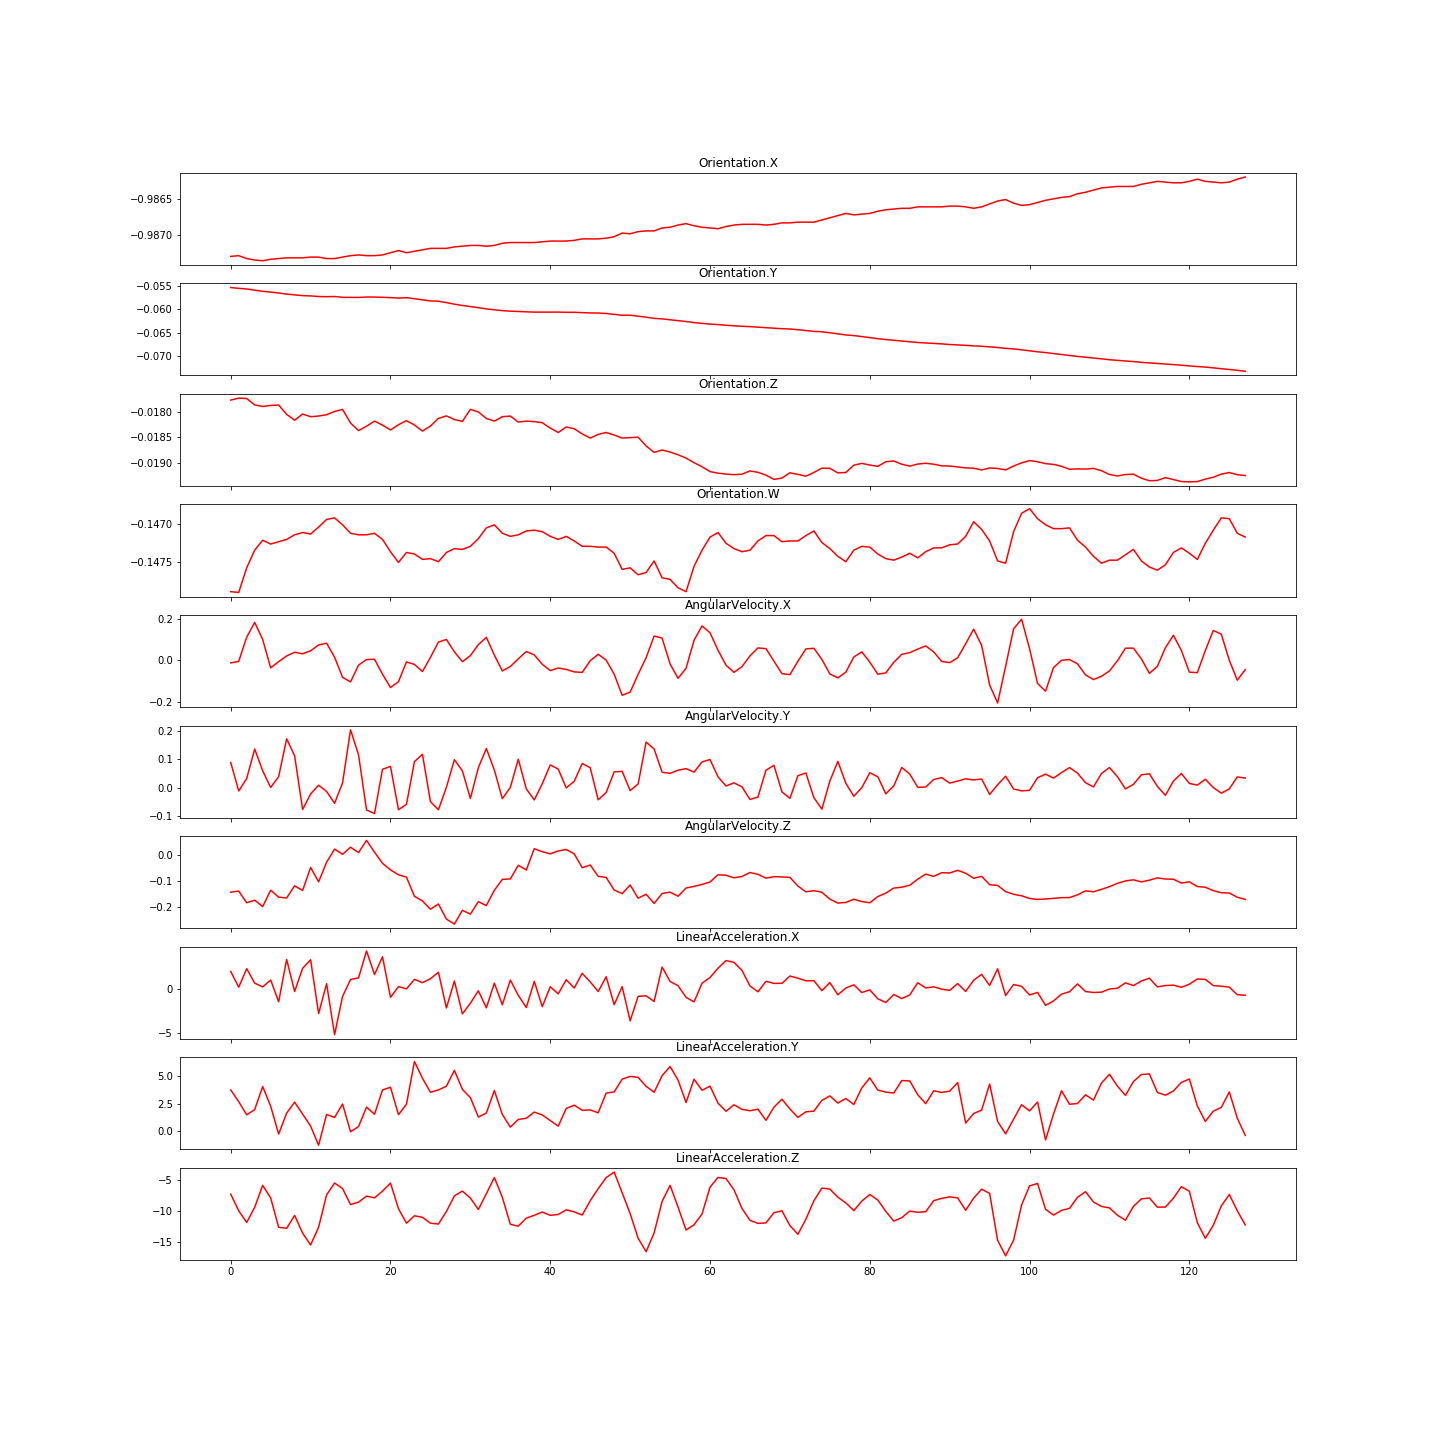 Orientation.X
−0.9865
−0.9870
Orientation.Y
−0.055
−0.060
−0.065
−0.070
Orientation.Z
−0.0180
−0.0185
−0.0190
Orientation.W
−0.1470
−0.1475
AngularVelocity.X
0.2
0.0
−0.2
AngularVelocity.Y
0.2
0.1
0.0
−0.1
AngularVelocity.Z
0.0
−0.1
−0.2
LinearAcceleration.X
0
−5
LinearAcceleration.Y
5.0
2.5
0.0
LinearAcceleration.Z
−5
−10
−15
0 20 40 60 80 100 120